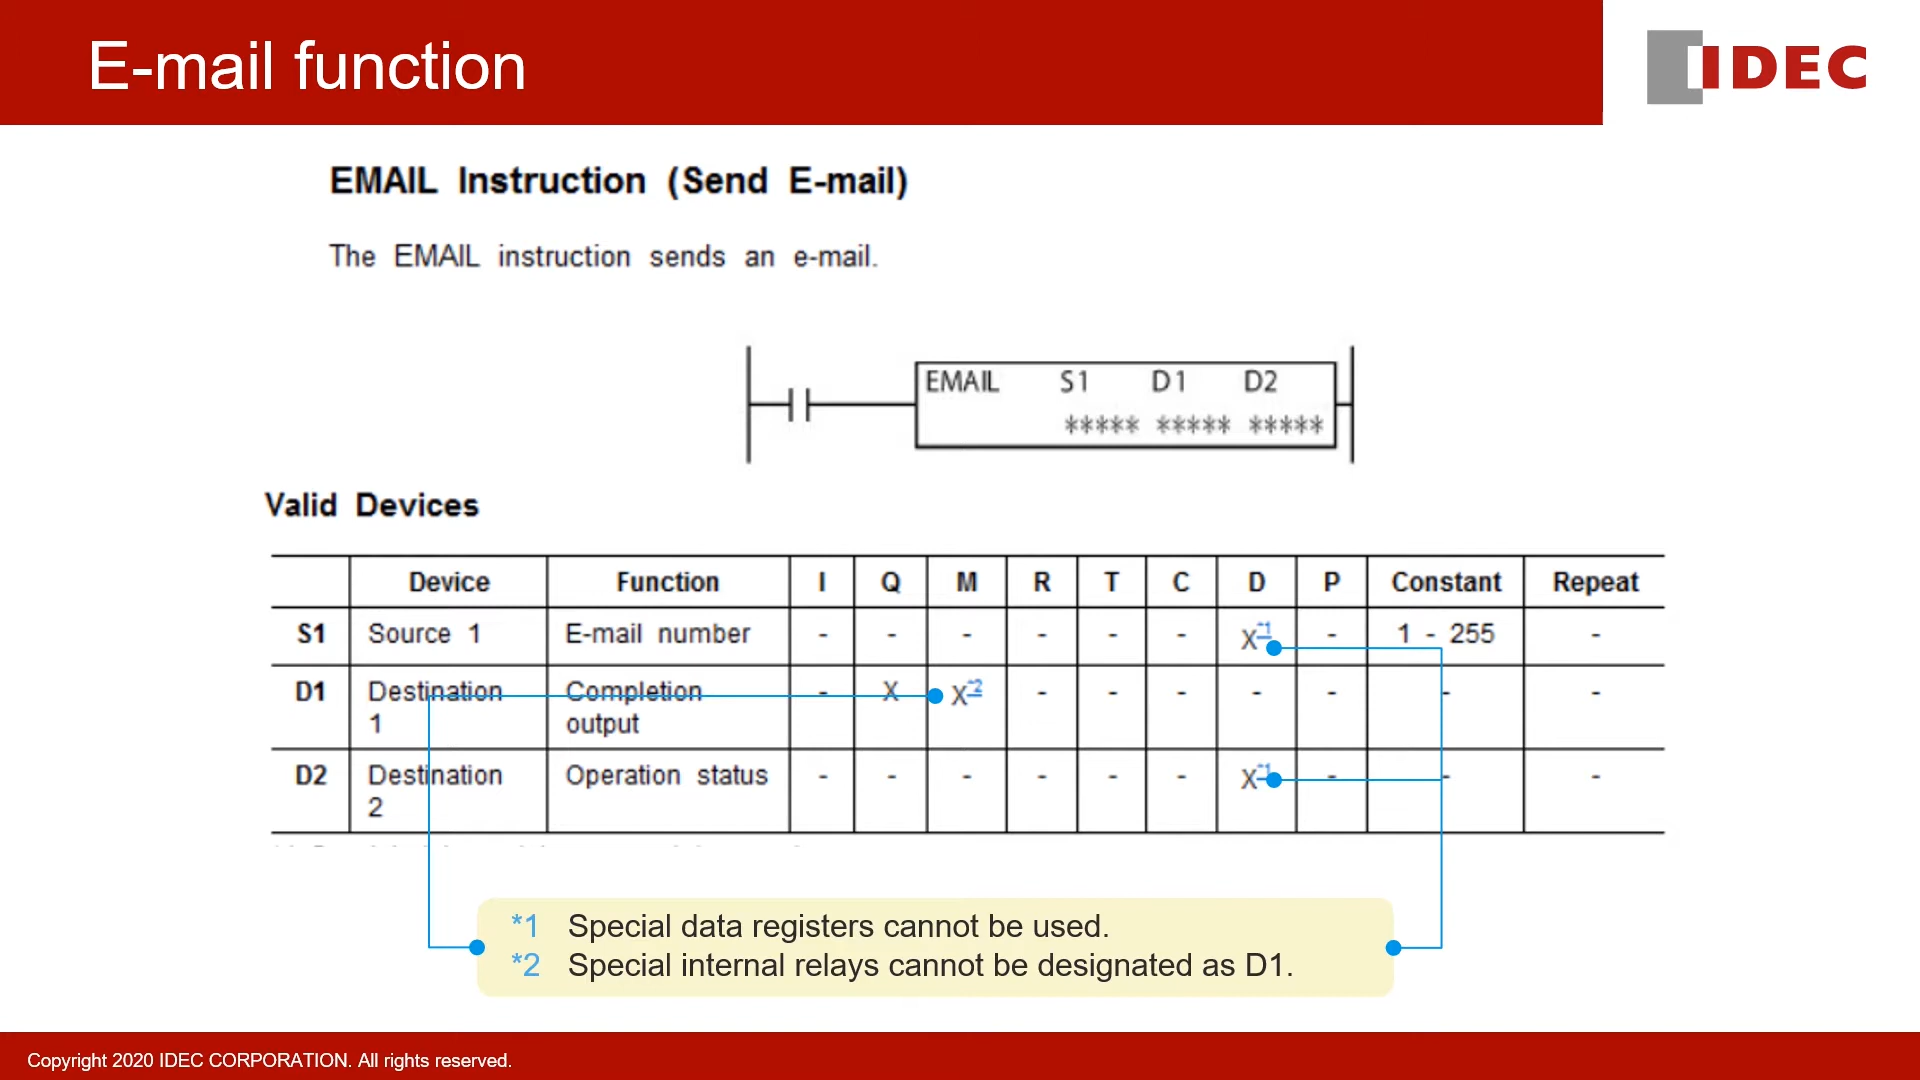 E-mail function
IDEC
EMAIL Instruction (Send E-mail)
The EMAIL instruction sends an e-mail.
EMAIL S1 D1 D2
***** ***** *****
Valid Devices
Device Function I Q M R T C D P Constant Repeat
S1 Source 1 E-mail number - - - - - - X*1 - 1 - 255 -
D1 Destination 1 Completion output - X X*2 - - - - - - -
D2 Destination 2 Operation status - - - - - - X*1 - - -
*1 Special data registers cannot be used.
*2 Special internal relays cannot be designated as D1.
Copyright 2020 IDEC CORPORATION. All rights reserved.